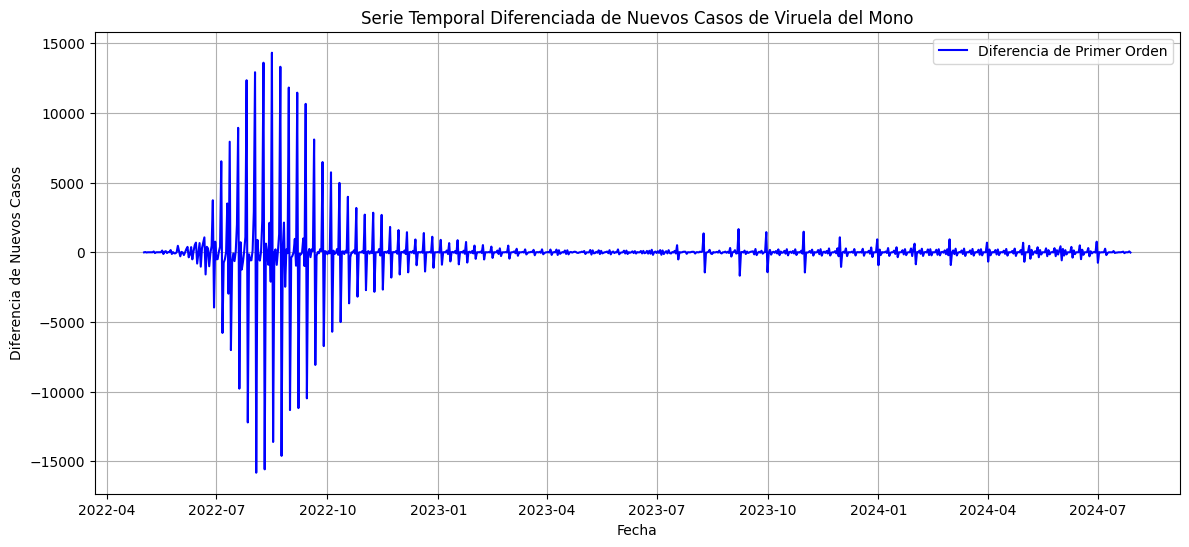 Serie Temporal Diferenciada de Nuevos Casos de Viruela del Mono
Diferencia de Primer Orden
Diferencia de Nuevos Casos
15000
10000
5000
0
−5000
−10000
−15000
2022-04 2022-07 2022-10 2023-01 2023-04 2023-07 2023-10 2024-01 2024-04 2024-07
Fecha